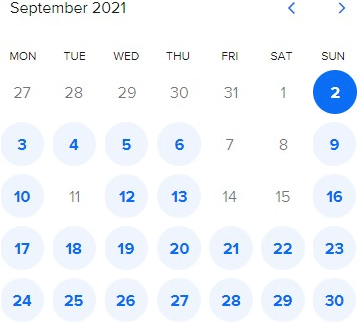 September 2021
MON TUE WED THU FRI SAT SUN
27 28 29 30 31 1 2
3 4 5 6 7 8 9
10 11 12 13 14 15 16
17 18 19 20 21 22 23
24 25 26 27 28 29 30